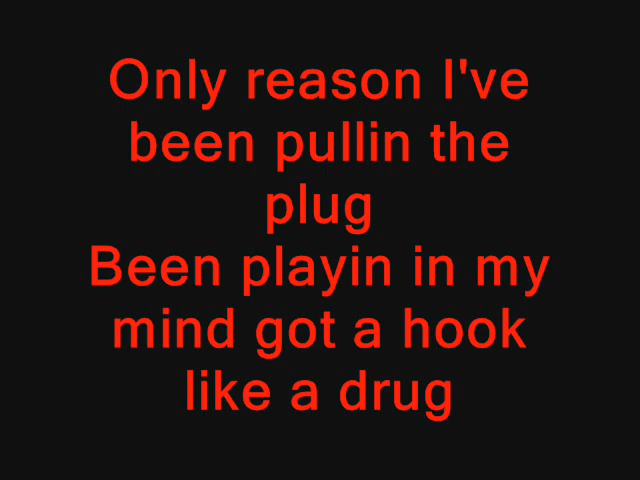 Only reason I've
been pullin the
plug
Been playin in my
mind got a hook
like a drug